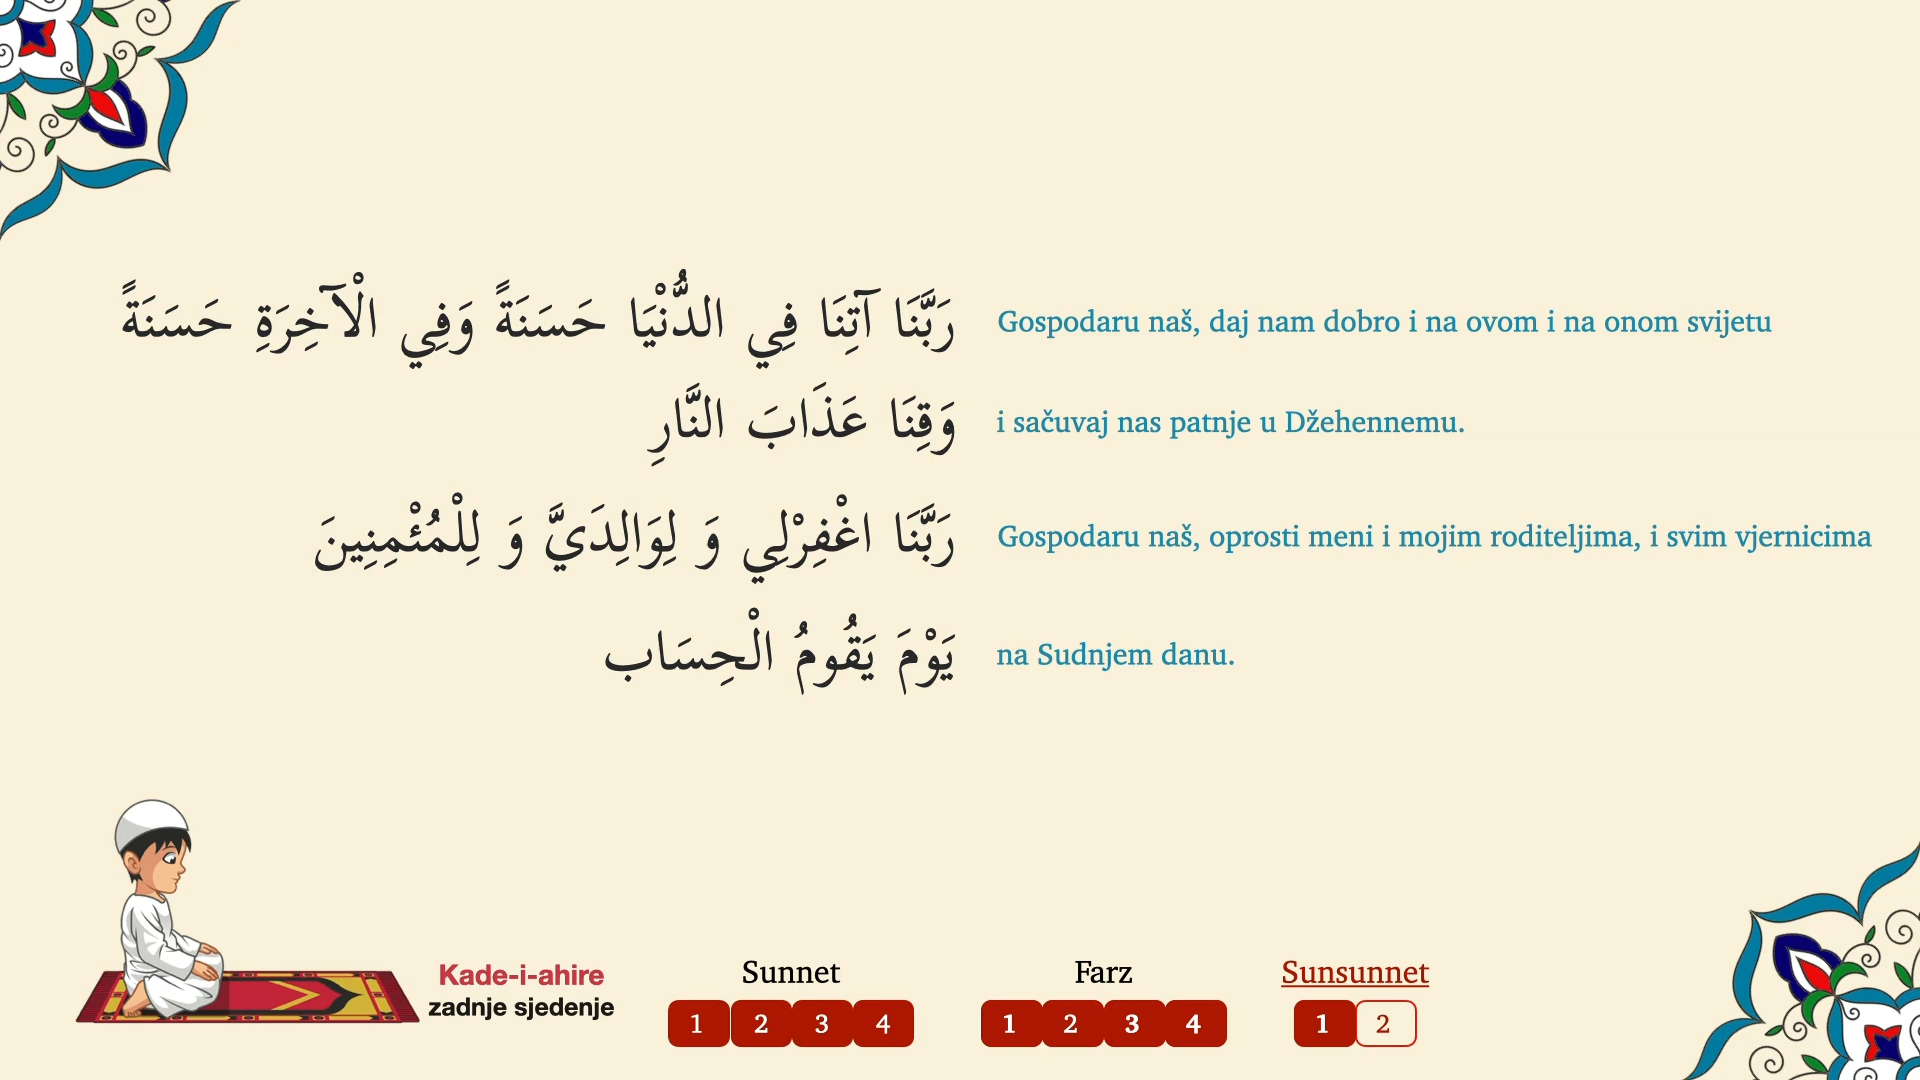 رَبَّنَا آتِنَا فِي الدُّنْيَا حَسَنَةً وَفِي الْآخِرَةِ حَسَنَةً
Gospodaru naš, daj nam dobro i na ovom i na onom svijetu
وَقِنَا عَذَابَ النَّارِ
i sačuvaj nas patnje u Džehennemu.
رَبَّنَا اغْفِرْلِي وَ لِوَالِدَيَّ وَ لِلْمُئْمِنِينَ
Gospodaru naš, oprosti meni i mojim roditeljima, i svim vjernicima
يَوْمَ يَقُومُ الْحِسَاب
na Sudnjem danu.
Kade-i-ahire
zadnje sjedenje
Sunnet
1 2 3 4
Farz
1 2 3 4
Sunsunnet
1 2